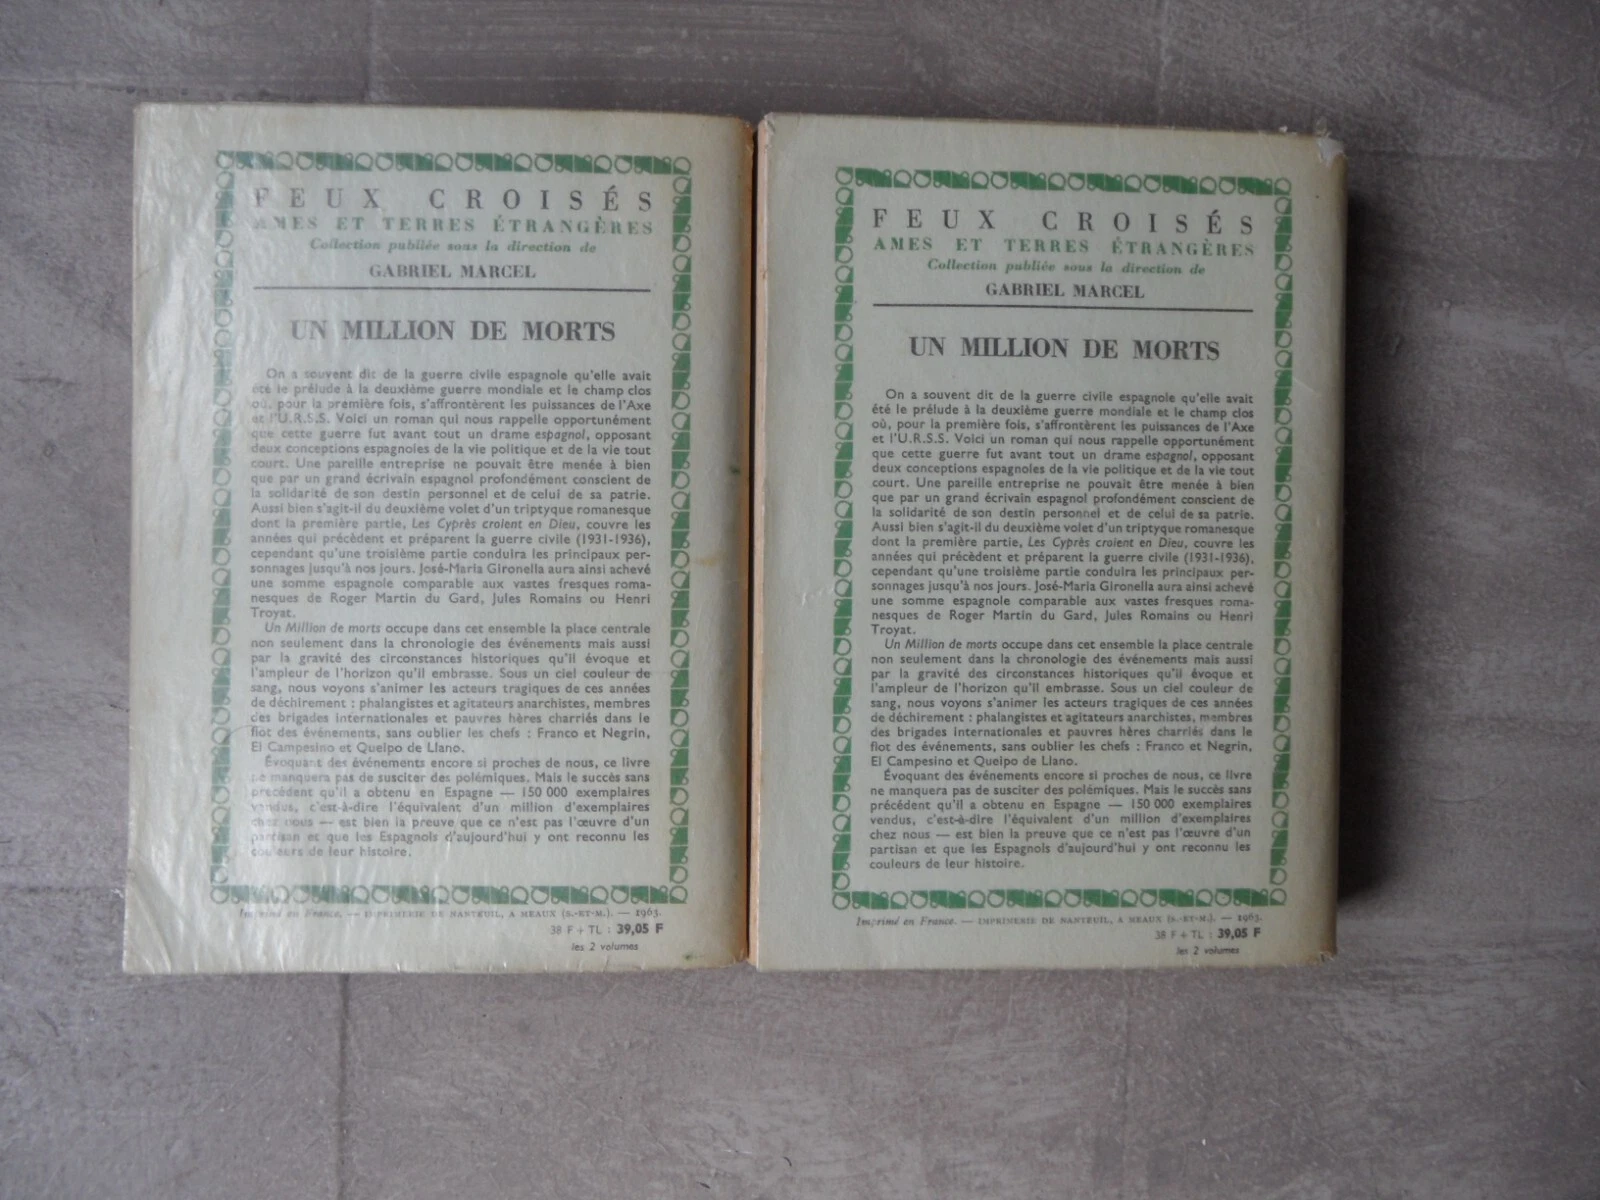 FEUX CROISÉS
AMES ET TERRES ÉTRANGÈRES
Collection publiée sous la direction de
GABRIEL MARCEL
UN MILLION DE MORTS
On a souvent dit de la guerre civile espagnole qu'elle avait
été le prélude à la deuxième guerre mondiale et le champ clos
où, pour la première fois, s'affrontèrent les puissances de l'Axe
et l'U.R.S.S. Voici un roman qui nous rappelle opportunément
que cette guerre fut avant tout un drame espagnol, opposant
deux conceptions espagnoles de la vie politique et de la vie tout
court. Une pareille entreprise ne pouvait être menée à bien
que par un grand écrivain espagnol profondément conscient de
la solidarité de son destin personnel et de celui de sa patrie.
Aussi bien s'agit-il du deuxième volet d'un triptyque romanesque
dont la première partie, Les Cyprès croient en Dieu, couvre les
années qui précèdent et préparent la guerre civile (1931-1936),
cependant qu'une troisième partie conduira les principaux per-
sonnages jusqu'à nos jours. José-Maria Gironella aura ainsi achevé
une somme espagnole comparable aux vastes fresques roma-
nesques de Roger Martin du Gard, Jules Romains ou Henri
Troyat.
Un Million de morts occupe dans cet ensemble la place centrale
non seulement dans la chronologie des événements mais aussi
par la gravité des circonstances historiques qu'il évoque et
l'ampleur de l'horizon qu'il embrasse. Sous un ciel couleur de
sang, nous voyons s'animer les acteurs tragiques de ces années
de déchirement : phalangistes et agitateurs anarchistes, membres
des brigades internationales et pauvres hères charriés dans le
flot des événements, sans oublier les chefs : Franco et Negrin,
El Campesino et Queipo de Llano.
Évoquant des événements encore si proches de nous, ce livre
ne manquera pas de susciter des polémiques. Mais le succès sans
précédent qu'il a obtenu en Espagne — 150 000 exemplaires
vendus, c'est-à-dire l'équivalent d'un million d'exemplaires
chez nous — est bien la preuve que ce n'est pas l'œuvre d'un
partisan et que les Espagnols d'aujourd'hui y ont reconnu les
couleurs de leur histoire.
Imprimé en France. — IMPRIMERIE DE NANTEUIL, A MEAUX (S.-ET-M.). — 1963.
38 F + TL : 39,05 F
les 2 volumes
FEUX CROISÉS
AMES ET TERRES ÉTRANGÈRES
Collection publiée sous la direction de
GABRIEL MARCEL
UN MILLION DE MORTS
On a souvent dit de la guerre civile espagnole qu'elle avait
été le prélude à la deuxième guerre mondiale et le champ clos
où, pour la première fois, s'affrontèrent les puissances de l'Axe
et l'U.R.S.S. Voici un roman qui nous rappelle opportunément
que cette guerre fut avant tout un drame espagnol, opposant
deux conceptions espagnoles de la vie politique et de la vie tout
court. Une pareille entreprise ne pouvait être menée à bien
que par un grand écrivain espagnol profondément conscient de
la solidarité de son destin personnel et de celui de sa patrie.
Aussi bien s'agit-il du deuxième volet d'un triptyque romanesque
dont la première partie, Les Cyprès croient en Dieu, couvre les
années qui précèdent et préparent la guerre civile (1931-1936),
cependant qu'une troisième partie conduira les principaux per-
sonnages jusqu'à nos jours. José-Maria Gironella aura ainsi achevé
une somme espagnole comparable aux vastes fresques roma-
nesques de Roger Martin du Gard, Jules Romains ou Henri
Troyat.
Un Million de morts occupe dans cet ensemble la place centrale
non seulement dans la chronologie des événements mais aussi
par la gravité des circonstances historiques qu'il évoque et
l'ampleur de l'horizon qu'il embrasse. Sous un ciel couleur de
sang, nous voyons s'animer les acteurs tragiques de ces années
de déchirement : phalangistes et agitateurs anarchistes, membres
des brigades internationales et pauvres hères charriés dans le
flot des événements, sans oublier les chefs : Franco et Negrin,
El Campesino et Queipo de Llano.
Évoquant des événements encore si proches de nous, ce livre
ne manquera pas de susciter des polémiques. Mais le succès sans
précédent qu'il a obtenu en Espagne — 150 000 exemplaires
vendus, c'est-à-dire l'équivalent d'un million d'exemplaires
chez nous — est bien la preuve que ce n'est pas l'œuvre d'un
partisan et que les Espagnols d'aujourd'hui y ont reconnu les
couleurs de leur histoire.
Imprimé en France. — IMPRIMERIE DE NANTEUIL, A MEAUX (S.-ET-M.). — 1963.
38 F + TL : 39,05 F
les 2 volumes